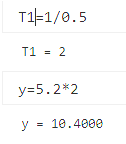 T1=1/0.5
T1 = 2
y=5.2*2
y = 10.4000